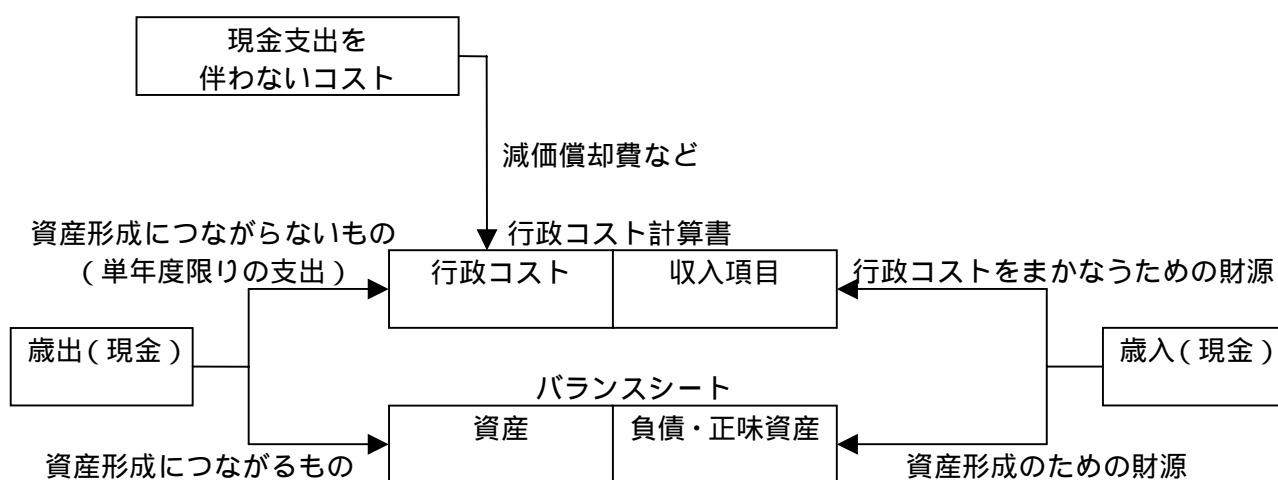 現金支出を
伴わないコスト
減価償却費など
資産形成につながらないもの
(単年度限りの支出)
行政コスト計算書
行政コスト
収入項目
行政コストをまかなうための財源
歳出(現金)
歳入(現金)
バランスシート
資産
負債・正味資産
資産形成につながるもの
資産形成のための財源